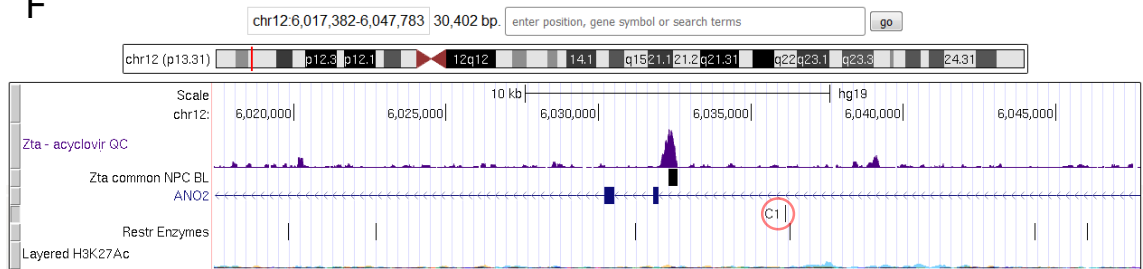 F
chr12:6,017,382-6,047,783 30,402 bp. enter position, gene symbol or search terms go
chr12 (p13.31) p12.3 p12.1 12q12 14.1 q15 21.1 21.2 q21.31 q22 q23.1 q23.3 24.31
Scale 10 kb hg19
chr12: 6,020,000 6,025,000 6,030,000 6,035,000 6,040,000 6,045,000
Zta - acyclovir QC
Zta common NPC BL
ANO2
C1
Restr Enzymes
Layered H3K27Ac